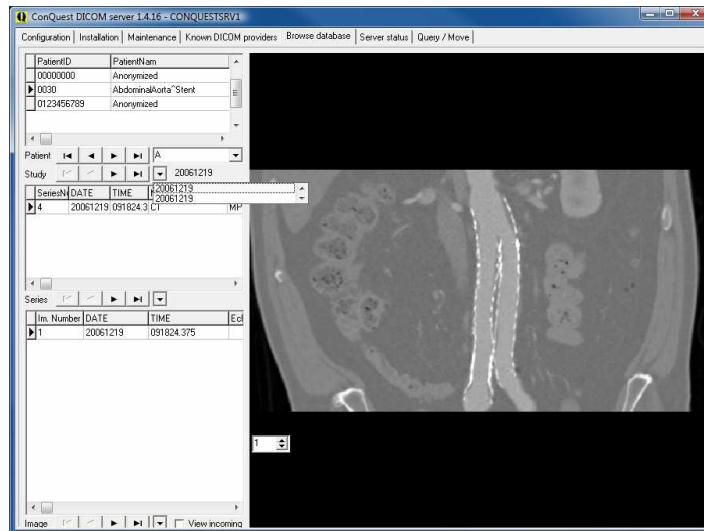 ConQuest DICOM server 1.4.16 - CONQUESTSRV1
Configuration Installation Maintenance Known DICOM providers Browse database Server status Query / Move
PatientID PatientNam
00000000 Anonymized
0030 AbdominalAorta^Stent
0123456789 Anonymized
Patient A
Study 20061219
20061219
20061219
DATE TIME
4 20061219 091824.3 CT MP
Series
Im. Number DATE TIME
1 20061219 091824.375
1
Image View incoming